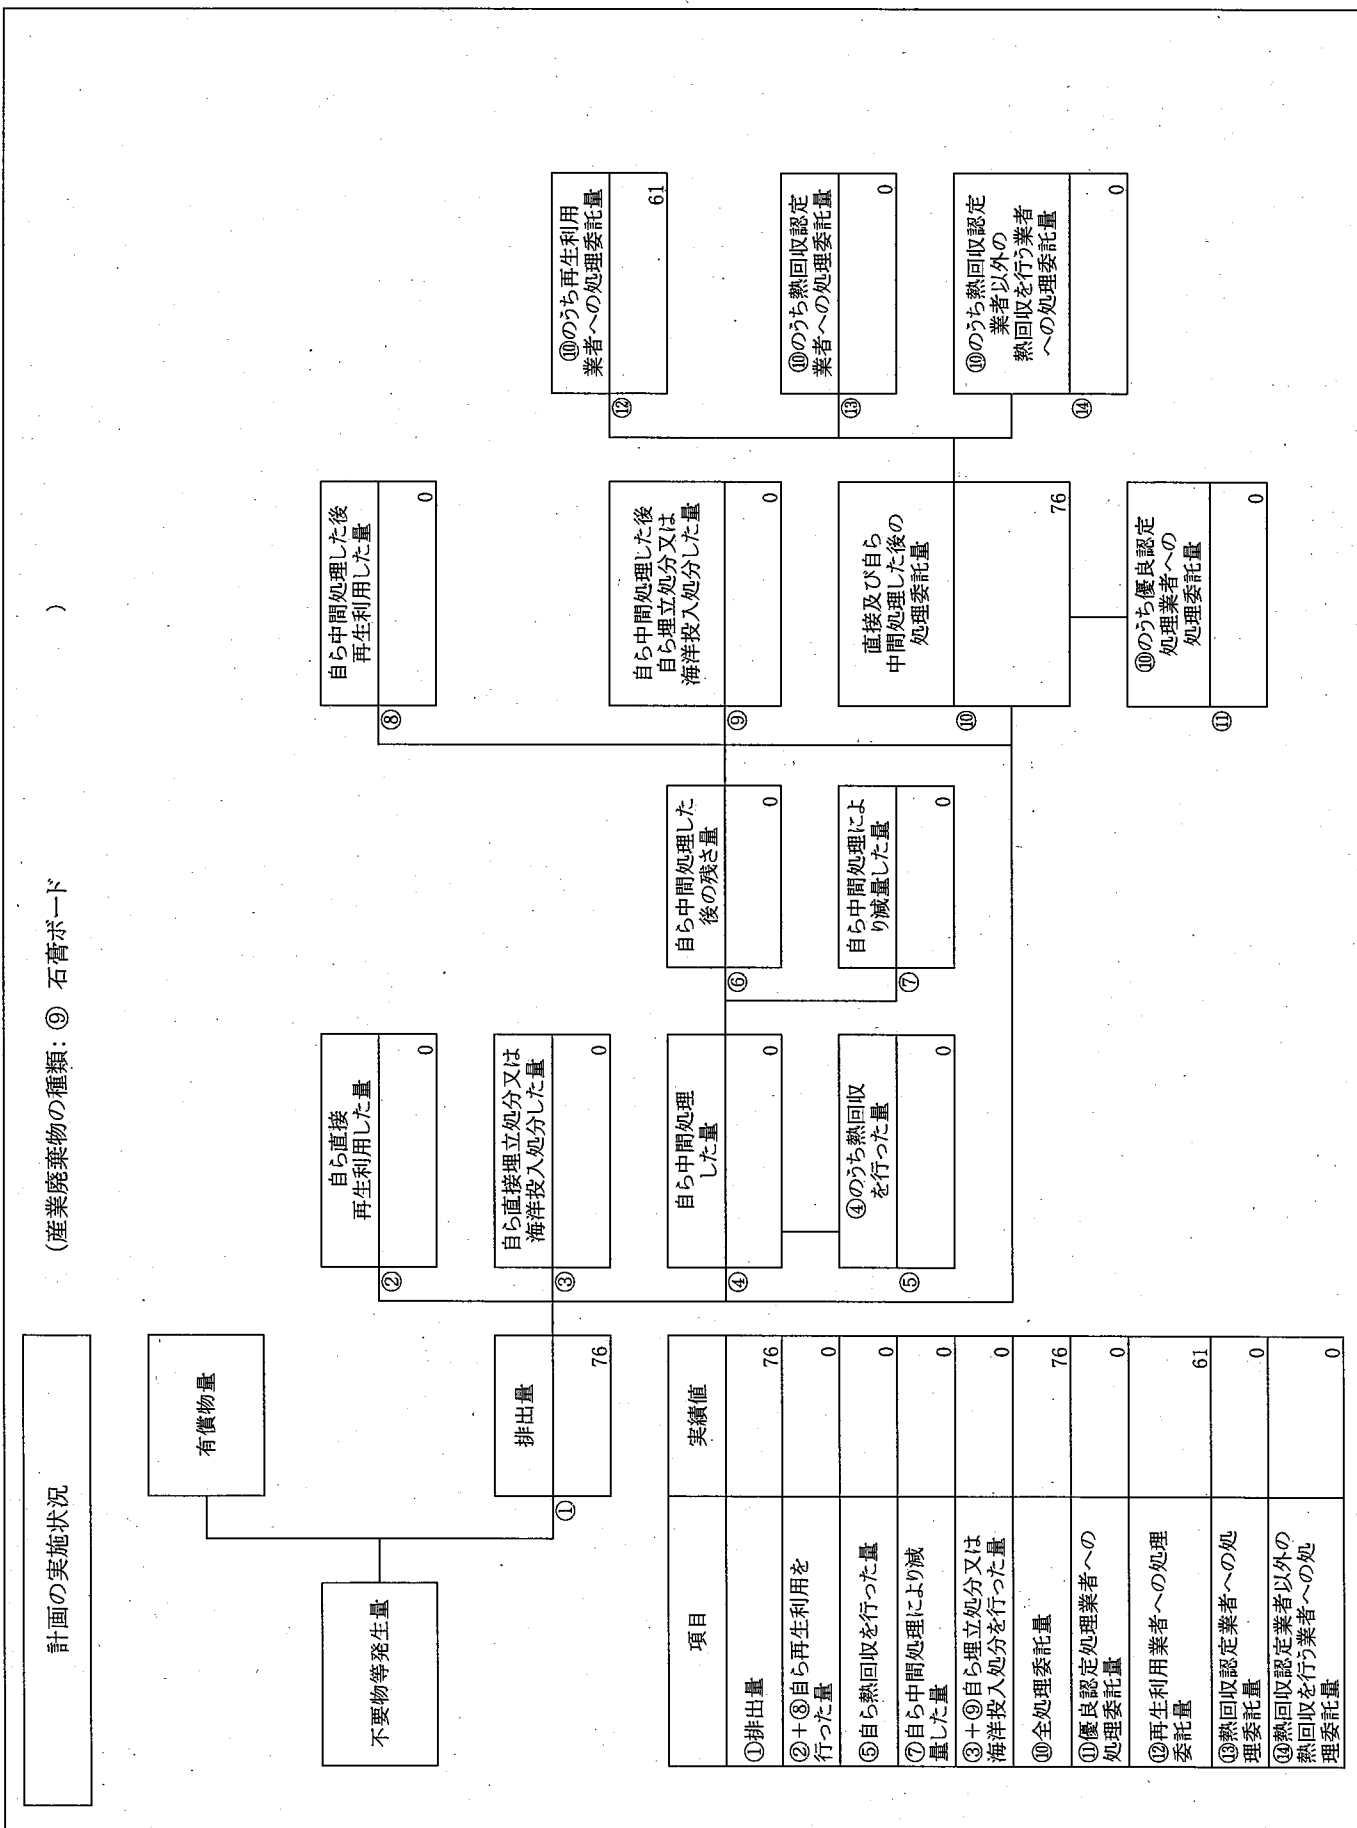 計画の実施状況
(産業廃棄物の種類: ⑨ 石膏ボード
)
不要物等発生量
有償物量
①
排出量
76
②
自ら直接
再生利用した量
0
③
自ら直接埋立処分又は
海洋投入処分した量
0
④
自ら中間処理
した量
0
⑤
④のうち熱回収
を行った量
0
⑥
自ら中間処理した
後の残さ量
0
⑦
自ら中間処理によ
り減量した量
0
⑧
自ら中間処理した後
再生利用した量
0
⑨
自ら中間処理した後
自ら埋立処分又は
海洋投入処分した量
0
⑩
直接及び自ら
中間処理した後の
処理委託量
76
⑪
⑩のうち優良認定
処理業者への
処理委託量
0
⑫
⑩のうち再生利用
業者への処理委託量
61
⑬
⑩のうち熱回収認定
業者への処理委託量
0
⑭
⑩のうち熱回収認定
業者以外の
熱回収を行う業者
への処理委託量
0
項目
実績値
①排出量
76
②+⑧自ら再生利用を
行った量
0
⑤自ら熱回収を行った量
0
⑦自ら中間処理により減
量した量
0
③+⑨自ら埋立処分又は
海洋投入処分を行った量
0
⑩全処理委託量
76
⑪優良認定処理業者への
処理委託量
0
⑫再生利用業者への処理
委託量
61
⑬熱回収認定業者への処
理委託量
0
⑭熱回収認定業者以外の
熱回収を行う業者への処
理委託量
0